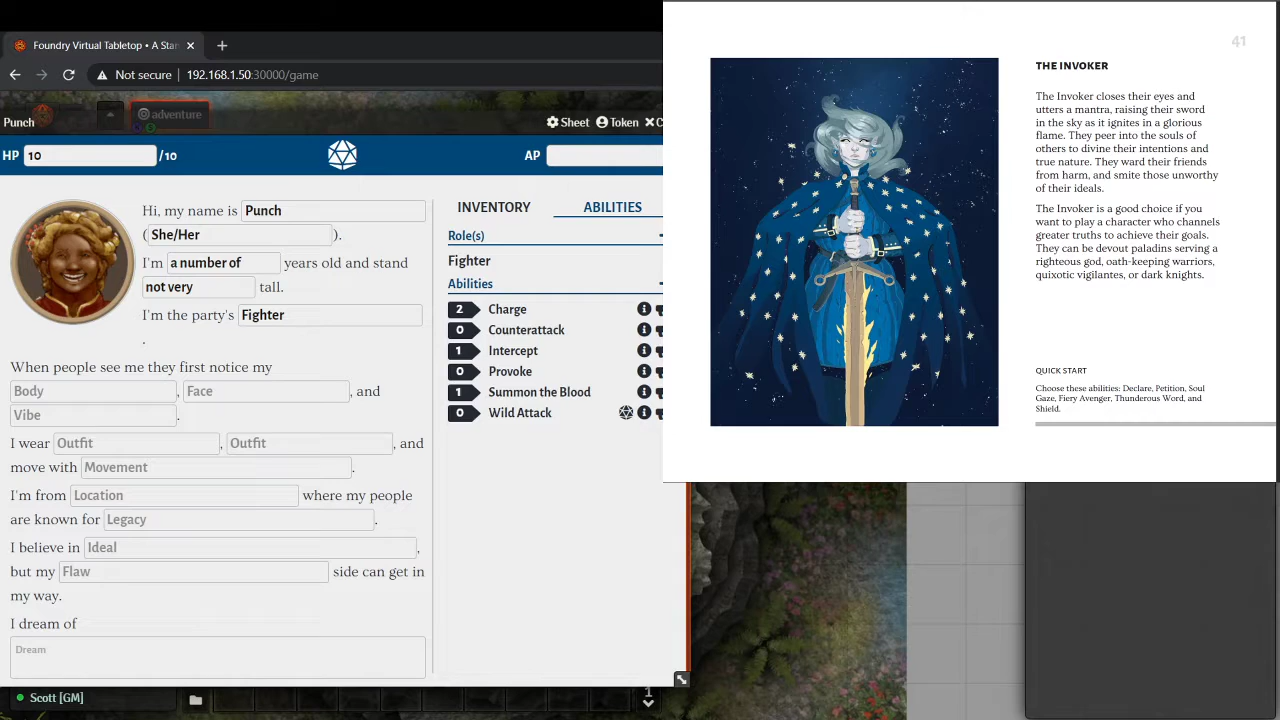 Foundry Virtual Tabletop • A Star
Not secure
192.168.1.50:30000/game
adventure
Punch
Sheet
Token
HP
10
/10
AP
Hi, my name is Punch
( She/Her ).
I'm a number of years old and stand
not very tall.
I'm the party's Fighter
.
When people see me they first notice my
Body , Face , and
Vibe .
I wear Outfit , Outfit , and
move with Movement .
I'm from Location where my people
are known for Legacy .
I believe in Ideal ,
but my Flaw side can get in
my way.
I dream of
Dream
INVENTORY
ABILITIES
Role(s)
Fighter
Abilities
2 Charge
0 Counterattack
1 Intercept
0 Provoke
1 Summon the Blood
0 Wild Attack
Scott [GM]
1
41
THE INVOKER
The Invoker closes their eyes and
utters a mantra, raising their sword
in the sky as it ignites in a glorious
flame. They peer into the souls of
others to divine their intentions and
true nature. They ward their friends
from harm, and smite those unworthy
of their ideals.
The Invoker is a good choice if you
want to play a character who channels
greater truths to achieve their goals.
They can be devout paladins serving a
righteous god, oath-keeping warriors,
quixotic vigilantes, or dark knights.
QUICK START
Choose these abilities: Declare, Petition, Soul
Gaze, Fiery Avenger, Thunderous Word, and
Shield.